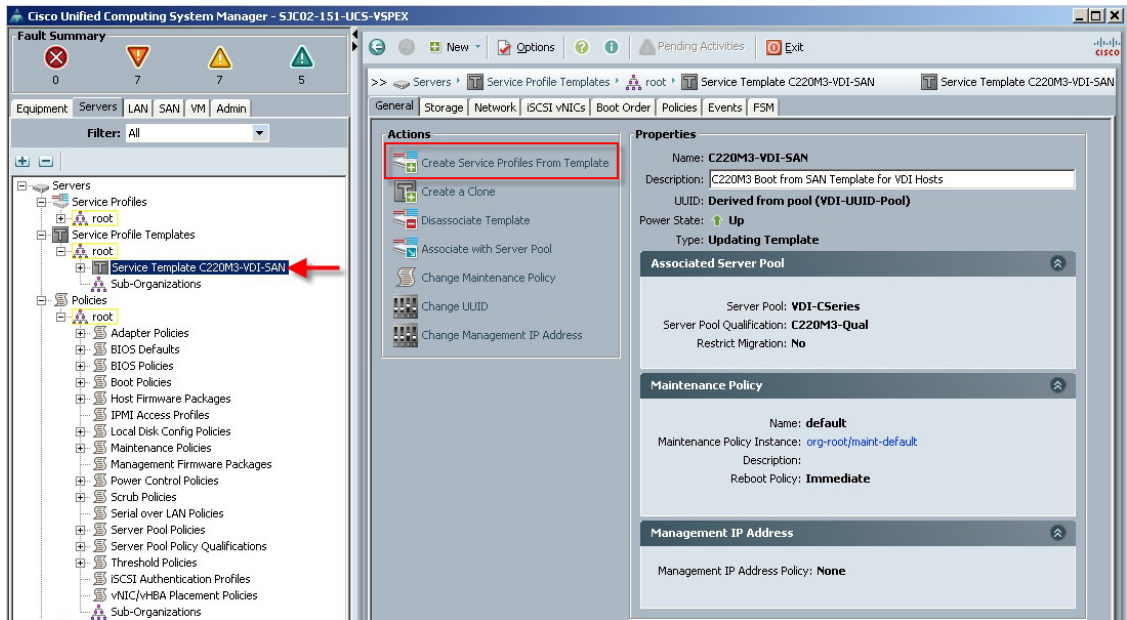 Cisco Unified Computing System Manager - SJC02-151-UCS-VSPEX
Fault Summary
0 7 7 5
New Options Pending Activities Exit
CISCO
>> Servers Service Profile Templates root Service Template C220M3-VDI-SAN Service Template C220M3-VDI-SAN
Equipment Servers LAN SAN VM Admin
Filter: All
Servers
Service Profiles
root
Service Profile Templates
root
Service Template C220M3-VDI-SAN
Sub-Organizations
Policies
root
Adapter Policies
BIOS Defaults
BIOS Policies
Boot Policies
Host Firmware Packages
IPMI Access Profiles
Local Disk Config Policies
Maintenance Policies
Management Firmware Packages
Power Control Policies
Scrub Policies
Serial over LAN Policies
Server Pool Policies
Server Pool Policy Qualifications
Threshold Policies
iSCSI Authentication Profiles
vNIC/vHBA Placement Policies
Sub-Organizations
General Storage Network iSCSI vNICs Boot Order Policies Events FSM
Actions
Create Service Profiles From Template
Create a Clone
Disassociate Template
Associate with Server Pool
Change Maintenance Policy
Change UUID
Change Management IP Address
Properties
Name: C220M3-VDI-SAN
Description: C220M3 Boot from SAN Template for VDI Hosts
UUID: Derived from pool (VDI-UUID-Pool)
Power State: Up
Type: Updating Template
Associated Server Pool
Server Pool: VDI-CSeries
Server Pool Qualification: C220M3-Qual
Restrict Migration: No
Maintenance Policy
Name: default
Maintenance Policy Instance: org-root/maint-default
Description:
Reboot Policy: Immediate
Management IP Address
Management IP Address Policy: None